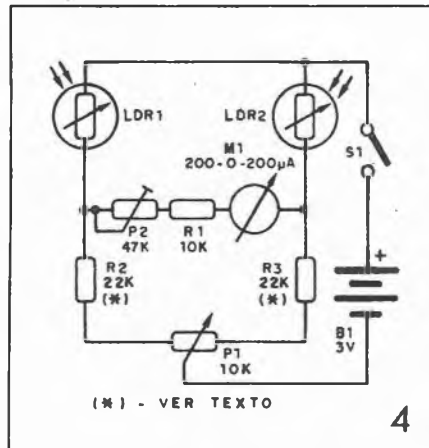 LDR1
LDR2
M1
200-0-200µA
S1
P2
47K
R1
10K
R2
22K
(*)
R3
22K
(*)
+
B1
3V
P1
10K
(*) - VER TEXTO
4